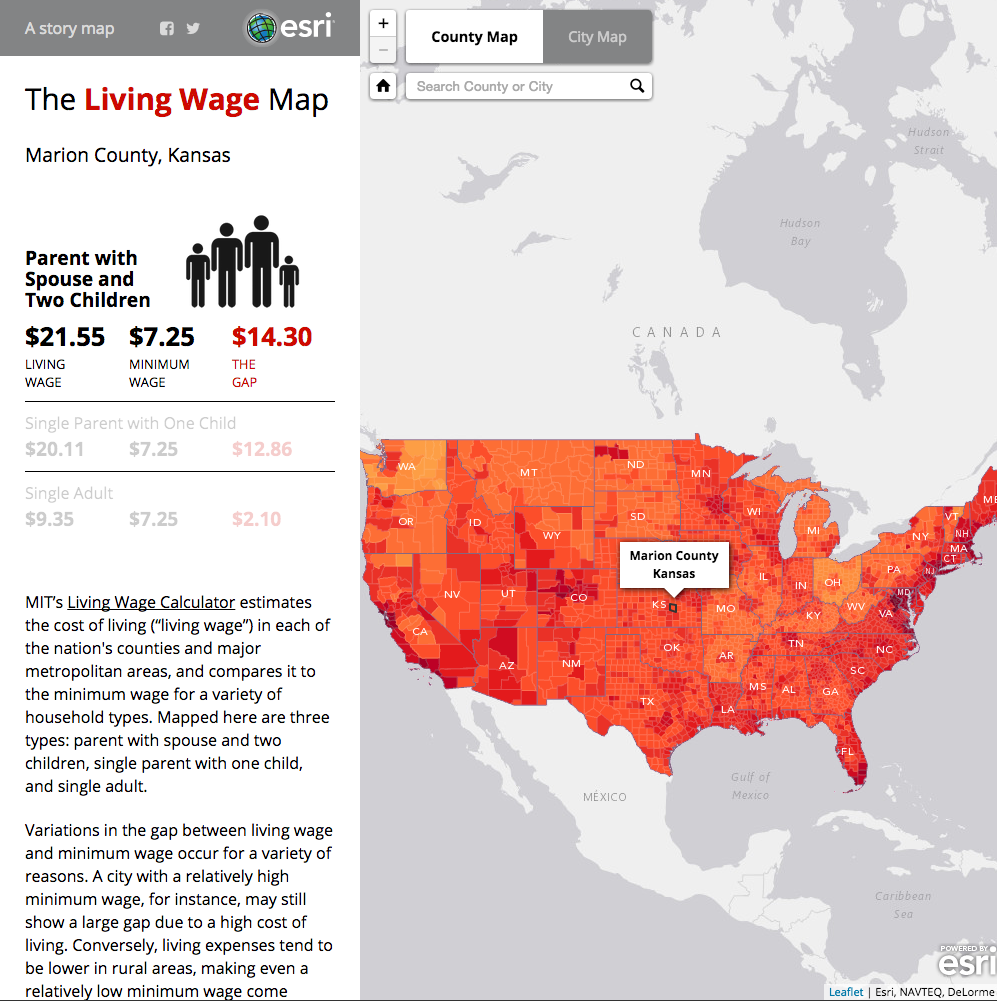 A story map
esri
The Living Wage Map
Marion County, Kansas
Parent with
Spouse and
Two Children
$21.55 $7.25 $14.30
LIVING WAGE MINIMUM WAGE THE GAP
Single Parent with One Child
$20.11 $7.25 $12.86
Single Adult
$9.35 $7.25 $2.10
MIT's Living Wage Calculator estimates
the cost of living ("living wage") in each of
the nation's counties and major
metropolitan areas, and compares it to
the minimum wage for a variety of
household types. Mapped here are three
types: parent with spouse and two
children, single parent with one child,
and single adult.
Variations in the gap between living wage
and minimum wage occur for a variety of
reasons. A city with a relatively high
minimum wage, for instance, may still
show a large gap due to a high cost of
living. Conversely, living expenses tend to
be lower in rural areas, making even a
relatively low minimum wage come
+
−
County Map City Map
Search County or City
Hudson
Strait
Hudson
Bay
CANADA
WA
MT
ND
MN
ME
OR
ID
SD
WI
VT
NH
WY
MI
NY
MA
CT
Marion County
Kansas
NV
UT
CO
KS
MO
IL
IN
OH
PA
NJ
MD
WV
VA
KY
CA
AZ
NM
OK
AR
TN
NC
SC
TX
LA
MS
AL
GA
FL
Gulf of
Mexico
MÉXICO
Caribbean
Sea
POWERED BY
esri
Leaflet | Esri, NAVTEQ, DeLorme